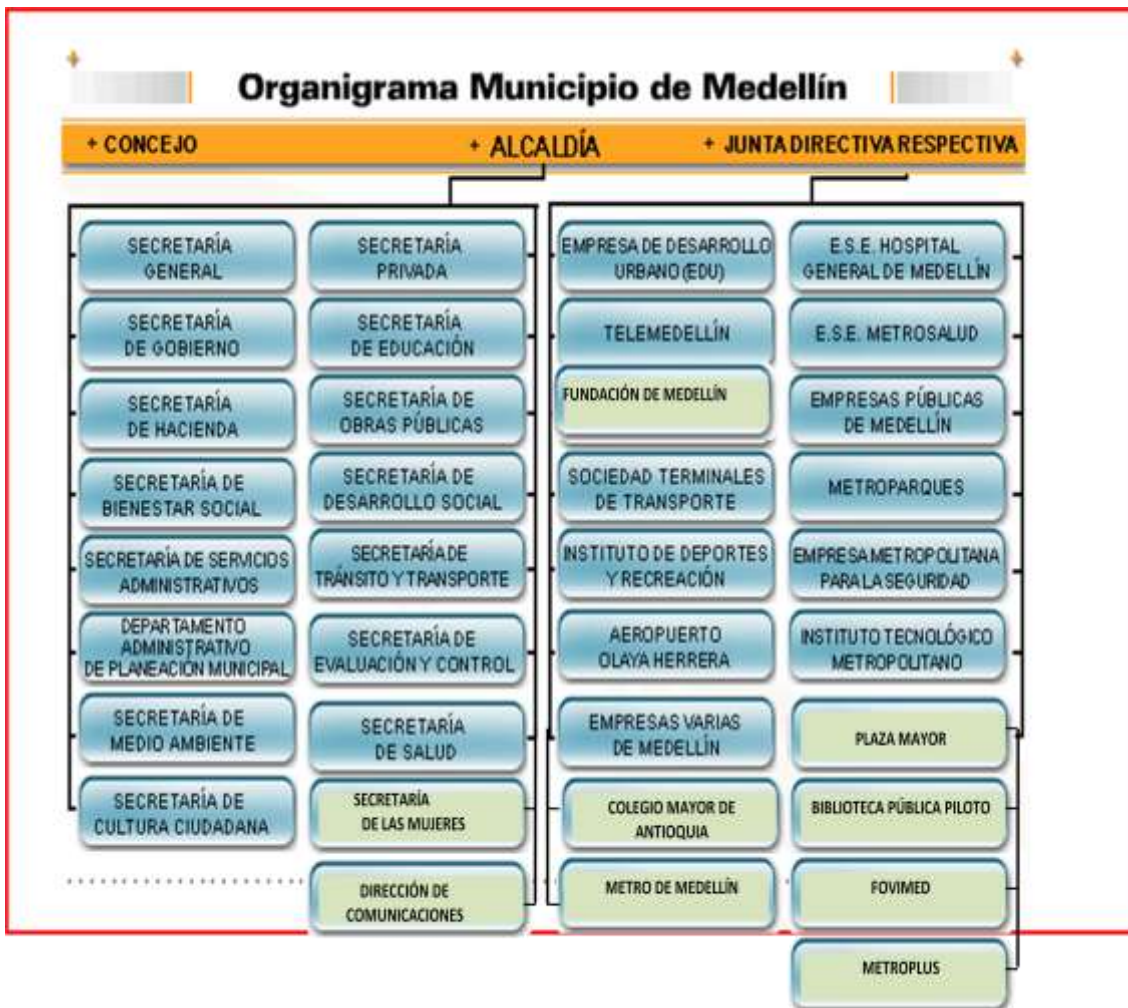 Organigrama Municipio de Medellín
+ CONCEJO
+ ALCALDÍA
+ JUNTA DIRECTIVA RESPECTIVA
SECRETARÍA
GENERAL
SECRETARÍA
DE GOBIERNO
SECRETARÍA
DE HACIENDA
SECRETARÍA DE
BIENESTAR SOCIAL
SECRETARÍA DE SERVICIOS
ADMINISTRATIVOS
DEPARTAMENTO
ADMINISTRATIVO
DE PLANEACIÓN MUNICIPAL
SECRETARÍA DE
MEDIO AMBIENTE
SECRETARÍA DE
CULTURA CIUDADANA
SECRETARÍA
PRIVADA
SECRETARÍA
DE EDUCACIÓN
SECRETARÍA DE
OBRAS PÚBLICAS
SECRETARÍA DE
DESARROLLO SOCIAL
SECRETARÍA DE
TRÁNSITO Y TRANSPORTE
SECRETARÍA DE
EVALUACIÓN Y CONTROL
SECRETARÍA
DE SALUD
SECRETARÍA
DE LAS MUJERES
DIRECCIÓN DE
COMUNICACIONES
EMPRESA DE DESARROLLO
URBANO (EDU)
TELEMEDELLÍN
FUNDACIÓN DE MEDELLÍN
SOCIEDAD TERMINALES
DE TRANSPORTE
INSTITUTO DE DEPORTES
Y RECREACIÓN
AEROPUERTO
OLAYA HERRERA
EMPRESAS VARIAS
DE MEDELLÍN
COLEGIO MAYOR DE
ANTIOQUIA
METRO DE MEDELLÍN
E.S.E. HOSPITAL
GENERAL DE MEDELLÍN
E.S.E. METROSALUD
EMPRESAS PÚBLICAS
DE MEDELLÍN
METROPARQUES
EMPRESA METROPOLITANA
PARA LA SEGURIDAD
INSTITUTO TECNOLÓGICO
METROPOLITANO
PLAZA MAYOR
BIBLIOTECA PÚBLICA PILOTO
FOVIMED
METROPLUS